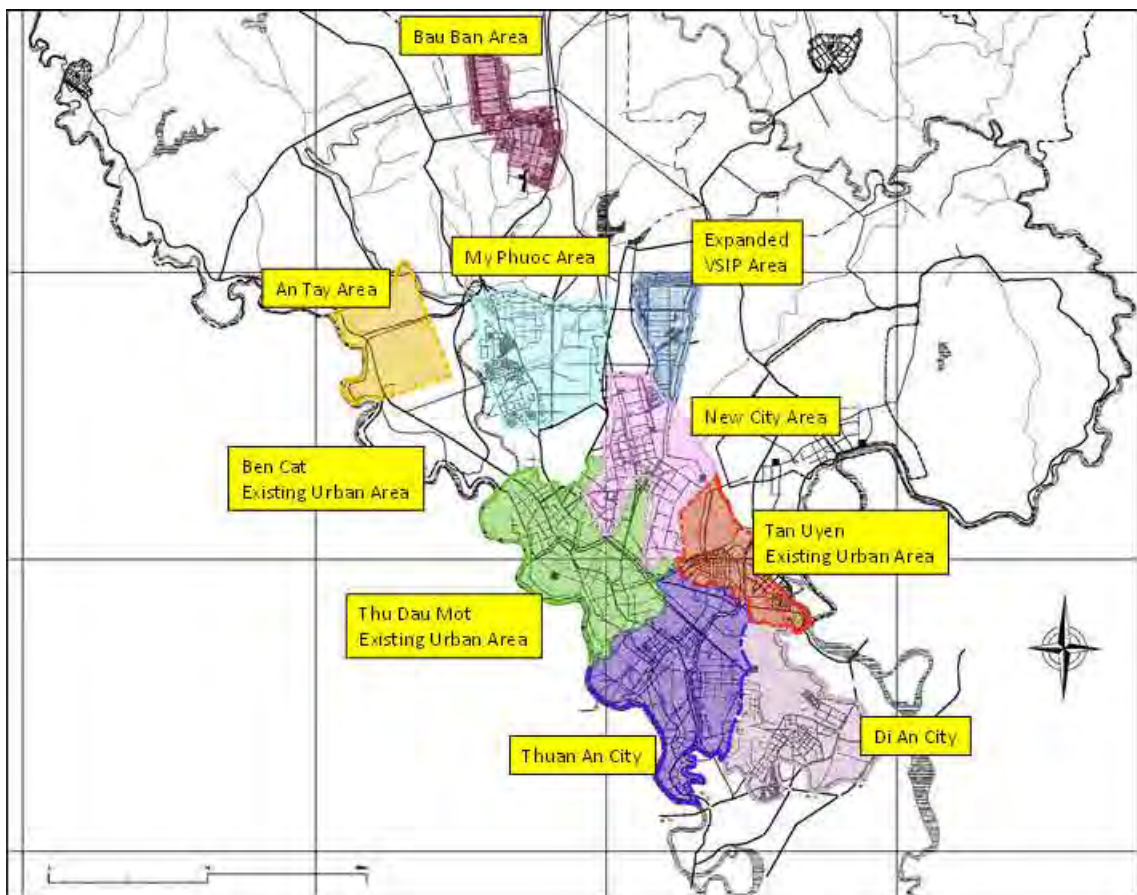 Bau Ban Area
My Phuoc Area
Expanded
VSIP Area
An Tay Area
New City Area
Ben Cat
Existing Urban Area
Tan Uyen
Existing Urban Area
Thu Dau Mot
Existing Urban Area
Di An City
Thuan An City